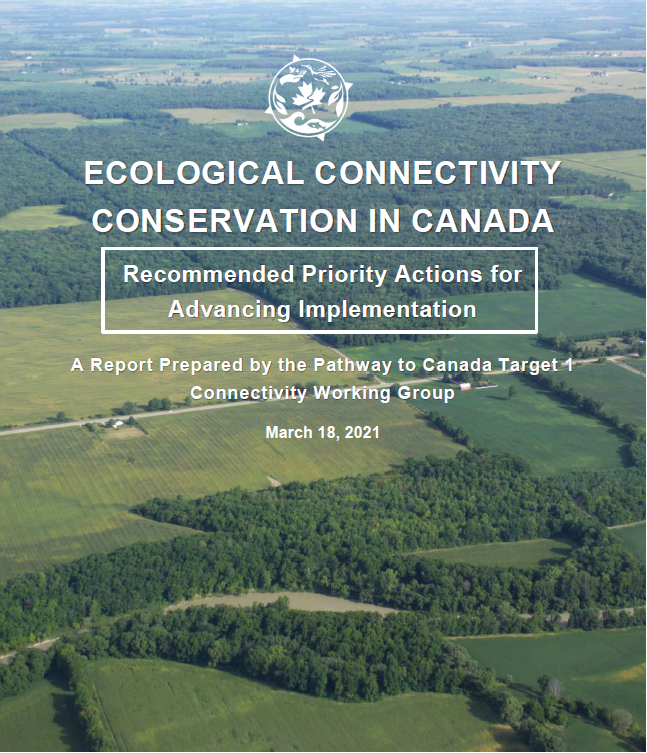 ECOLOGICAL CONNECTIVITY
CONSERVATION IN CANADA
Recommended Priority Actions for
Advancing Implementation
A Report Prepared by the Pathway to Canada Target 1
Connectivity Working Group
March 18, 2021